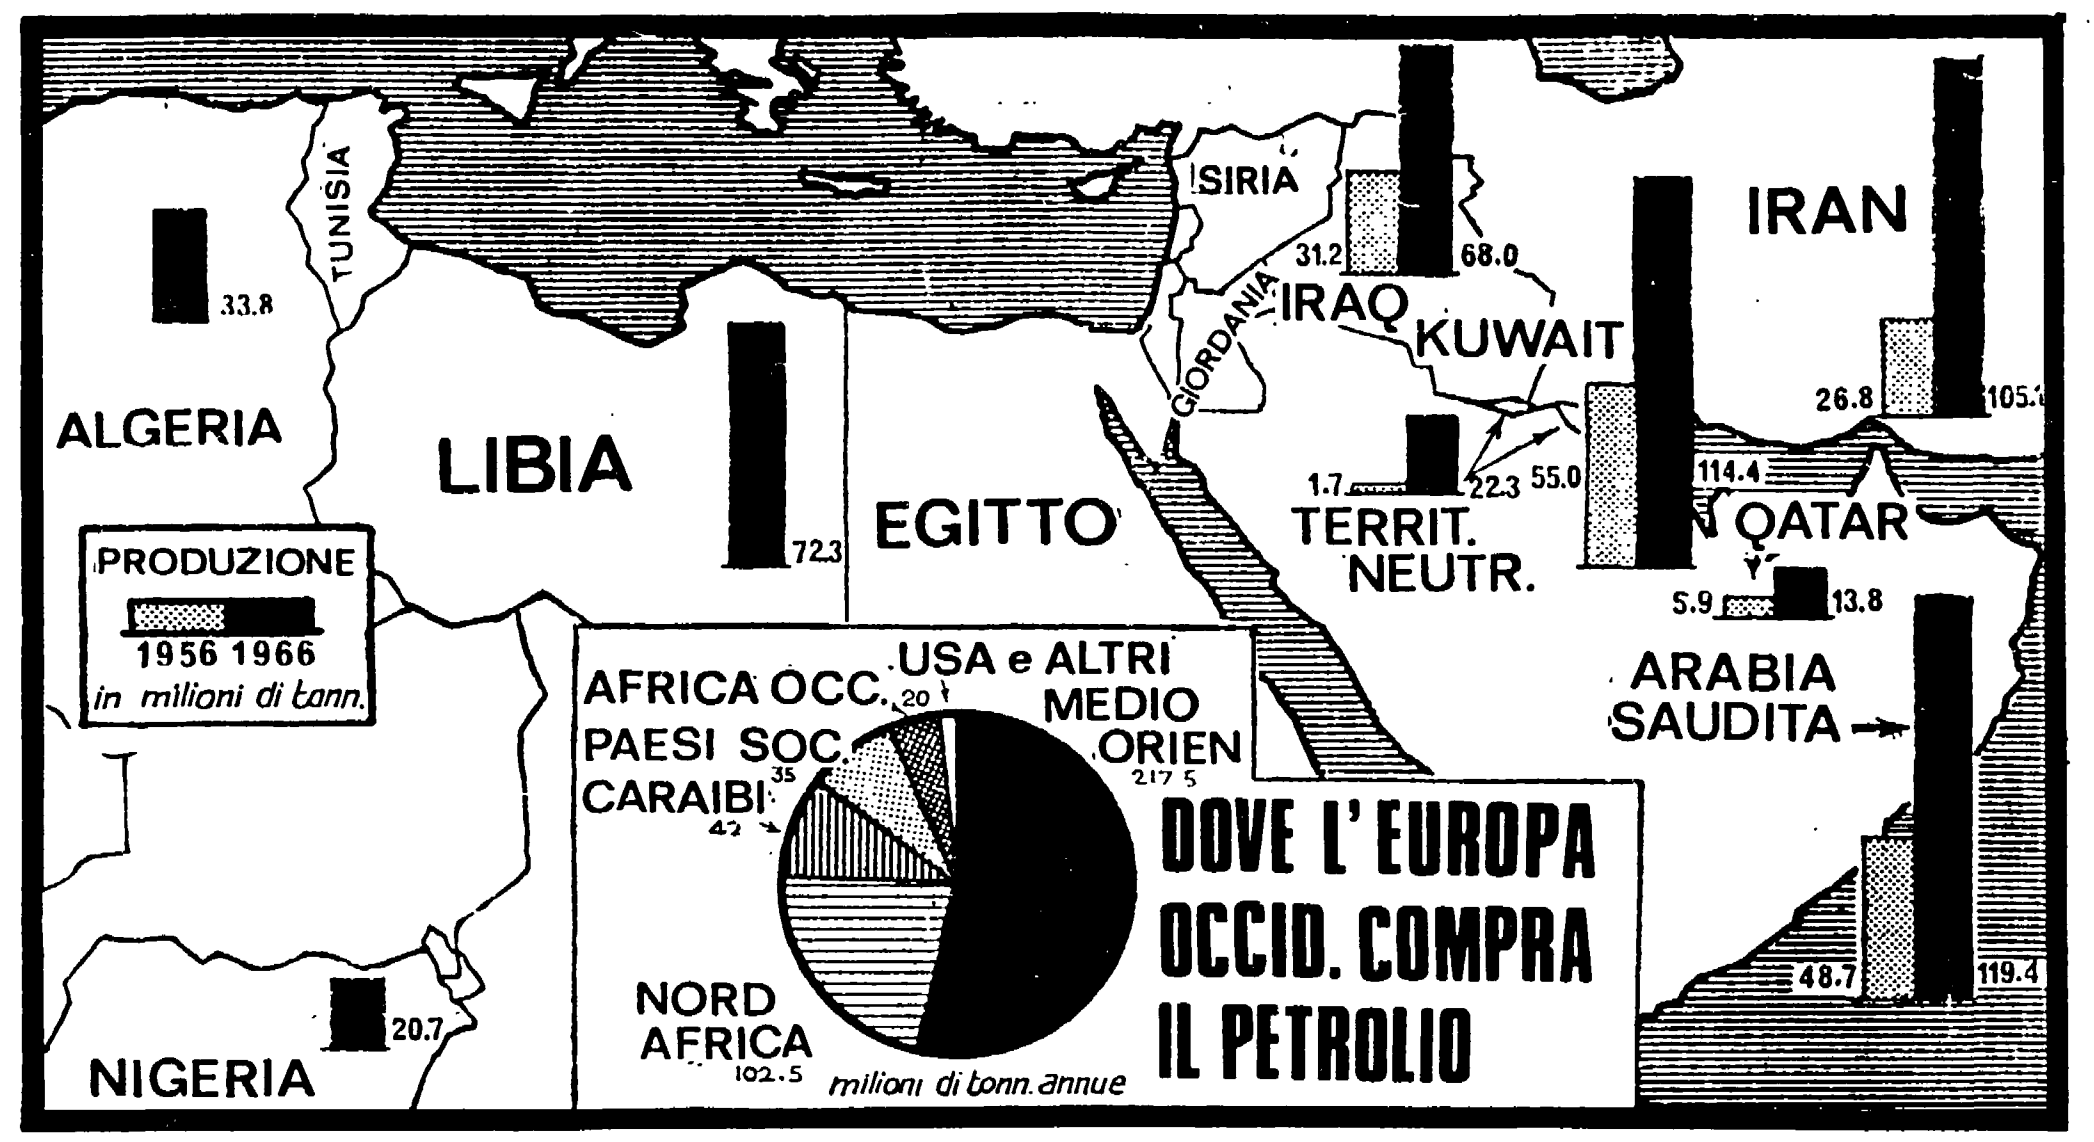 TUNISIA
SIRIA
IRAN
31.2
68.0
GIORDANIA
IRAQ
33.8
KUWAIT
ALGERIA
26.8
LIBIA
1.7
22.3
55.0
114.4
EGITTO
TERRIT.
NEUTR.
QATAR
72.3
5.9
13.8
PRODUZIONE
1956 1966
in milioni di tonn.
ARABIA
SAUDITA
48.7
119.4
20.7
NIGERIA
USA e ALTRI
AFRICA OCC.
20
MEDIO
ORIEN
217.5
PAESI SOC.
35
CARAIBI
42
NORD
AFRICA
102.5
milioni di tonn. annue
DOVE L'EUROPA
OCCID. COMPRA
IL PETROLIO